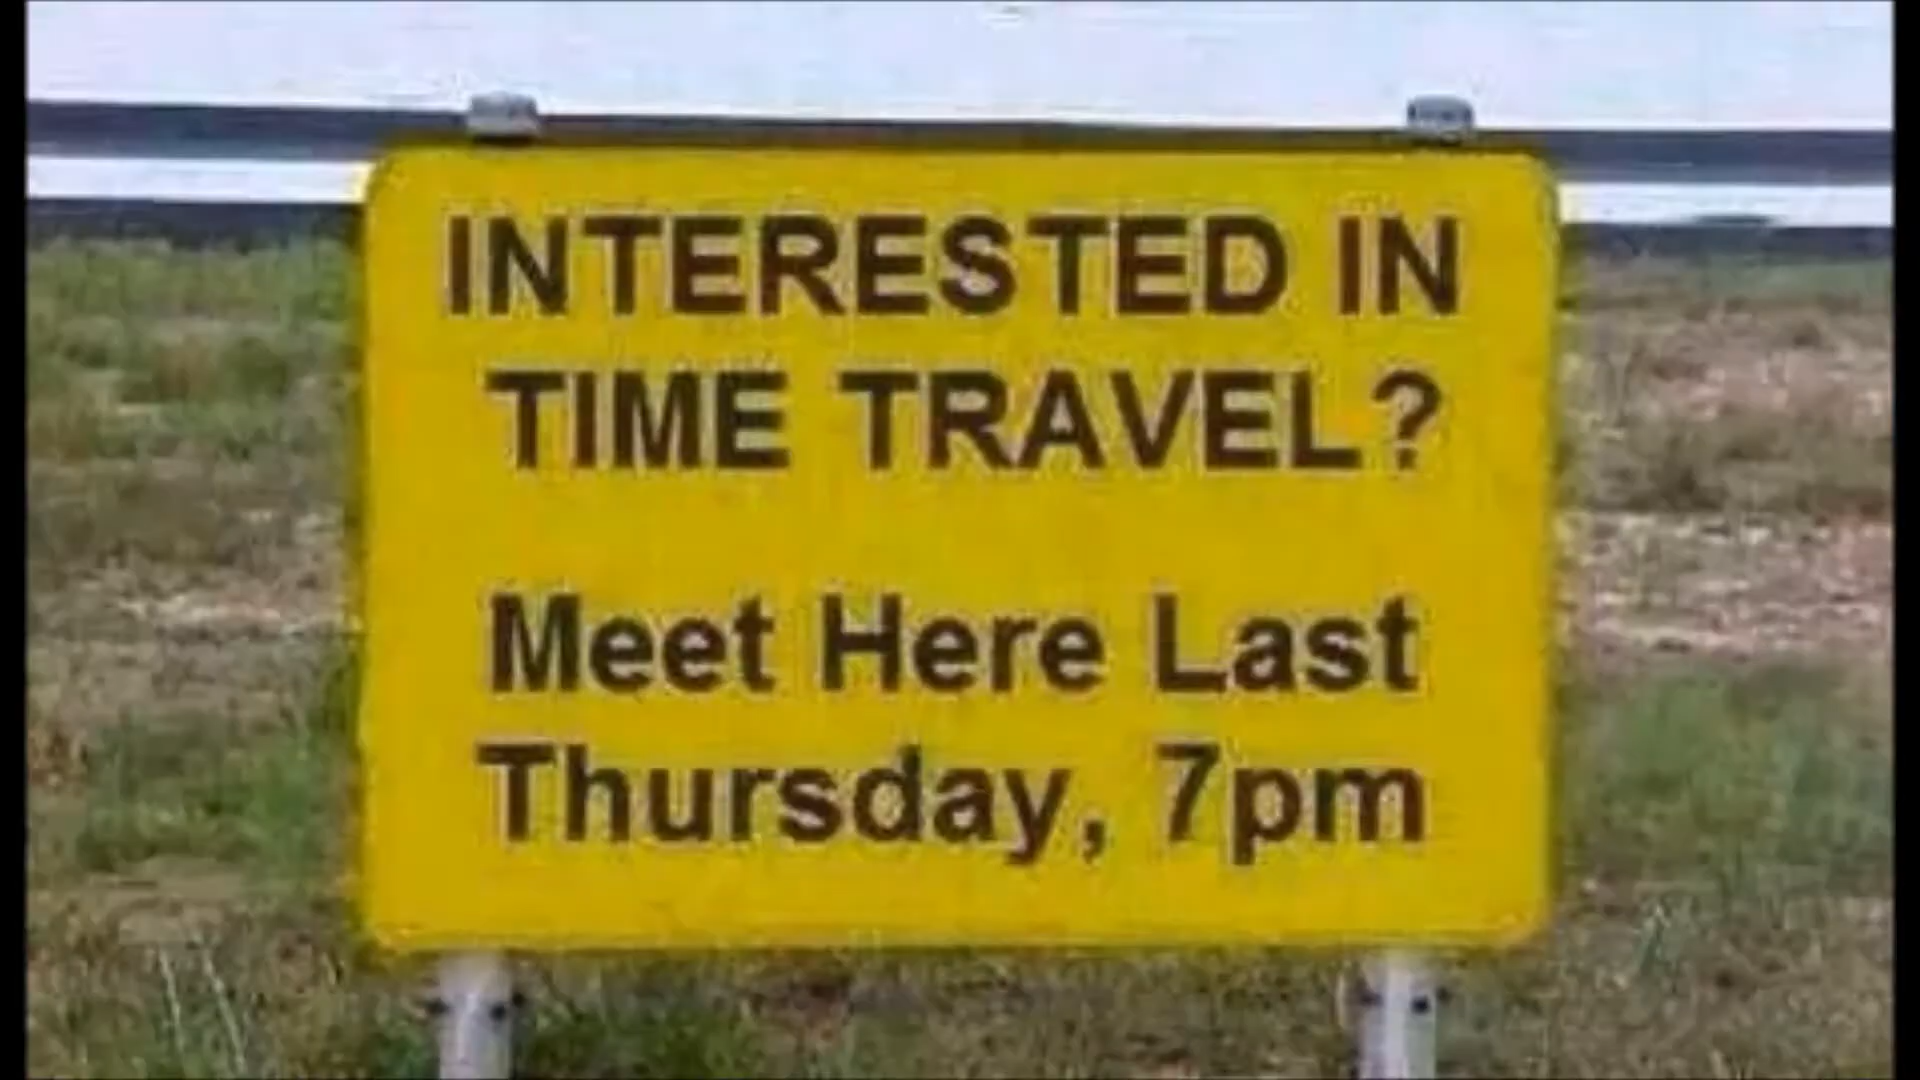 INTERESTED IN
TIME TRAVEL?
Meet Here Last
Thursday, 7pm